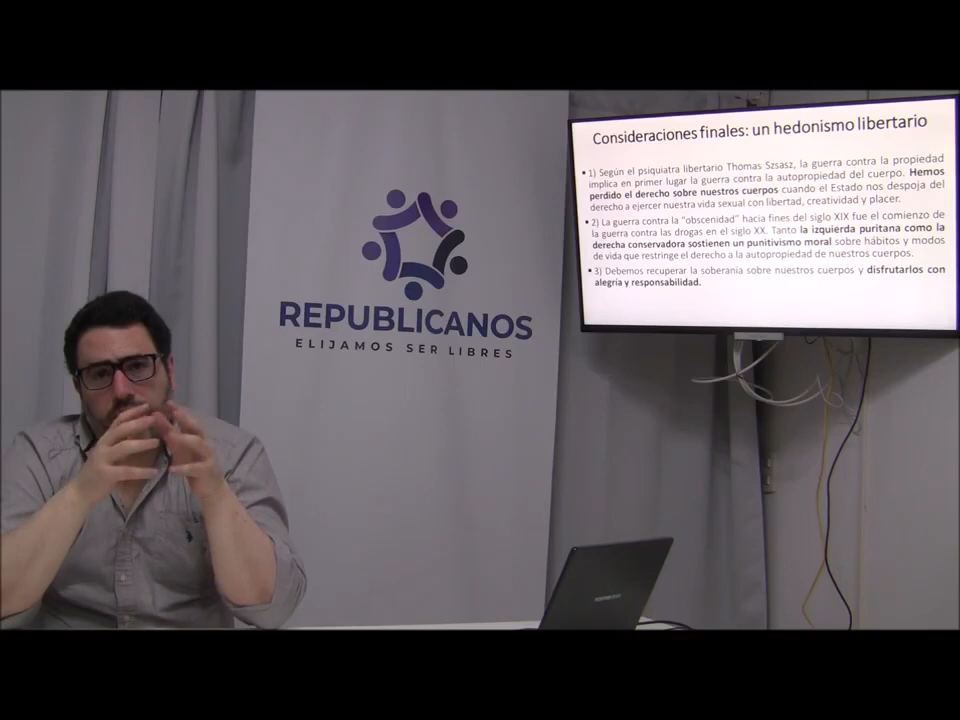 REPUBLICANOS
ELIJAMOS SER LIBRES
Consideraciones finales: un hedonismo libertario
▪ 1) Según el psiquiatra libertario Thomas Szsasz, la guerra contra la propiedad
implica en primer lugar la guerra contra la autopropiedad del cuerpo. Hemos
perdido el derecho sobre nuestros cuerpos cuando el Estado nos despoja del
derecho a ejercer nuestra vida sexual con libertad, creatividad y placer.
▪ 2) La guerra contra la "obscenidad" hacia fines del siglo XIX fue el comienzo de
la guerra contra las drogas en el siglo XX. Tanto la izquierda puritana como la
derecha conservadora sostienen un punitivismo moral sobre hábitos y modos
de vida que restringe el derecho a la autopropiedad de nuestros cuerpos.
▪ 3) Debemos recuperar la soberania sobre nuestros cuerpos y disfrutarlos con
alegria y responsabilidad.